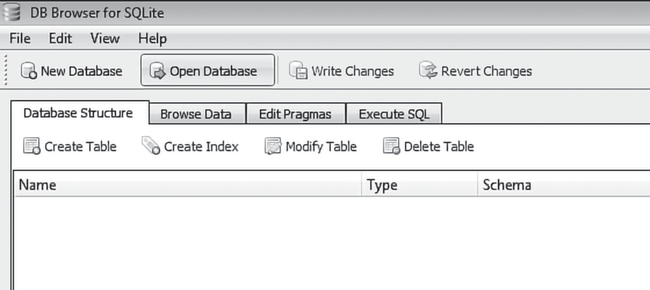 DB Browser for SQLite
File Edit View Help
New Database Open Database Write Changes Revert Changes
Database Structure Browse Data Edit Pragmas Execute SQL
Create Table Create Index Modify Table Delete Table
Name Type Schema